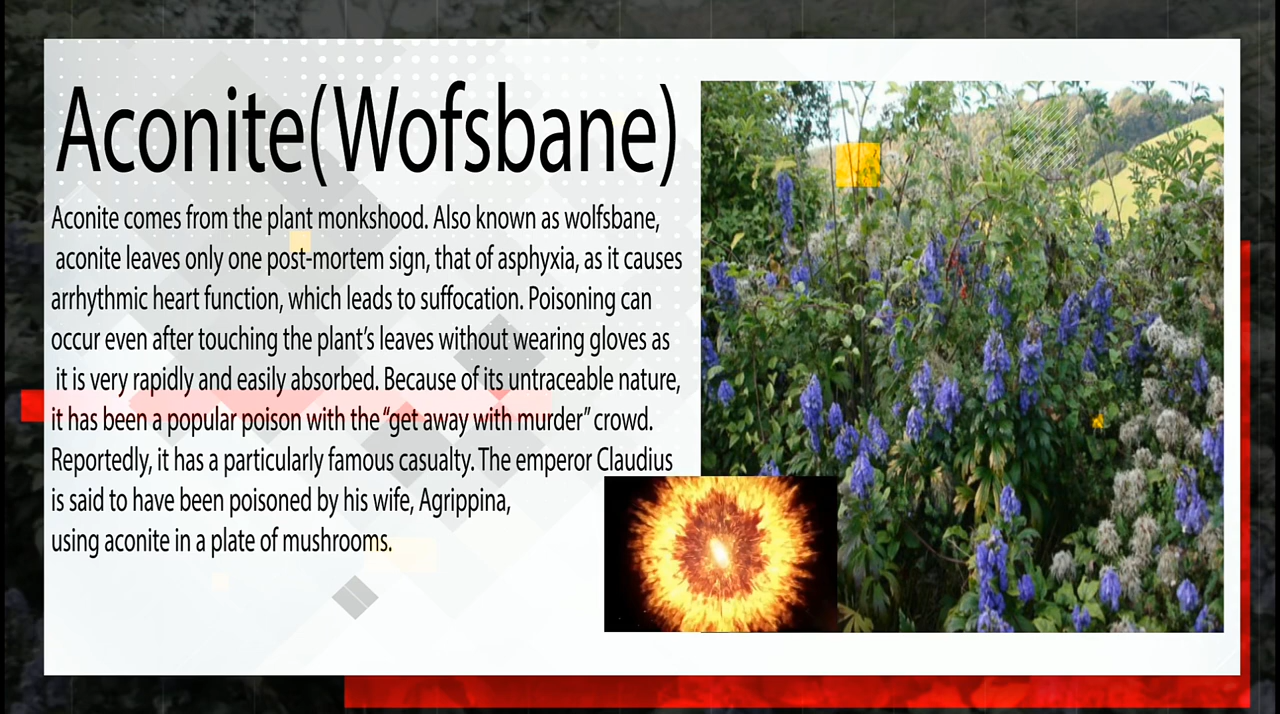 Aconite(Wofsbane)
Aconite comes from the plant monkshood. Also known as wolfsbane,
aconite leaves only one post-mortem sign, that of asphyxia, as it causes
arrhythmic heart function, which leads to suffocation. Poisoning can
occur even after touching the plant’s leaves without wearing gloves as
it is very rapidly and easily absorbed. Because of its untraceable nature,
it has been a popular poison with the “get away with murder” crowd.
Reportedly, it has a particularly famous casualty. The emperor Claudius
is said to have been poisoned by his wife, Agrippina,
using aconite in a plate of mushrooms.